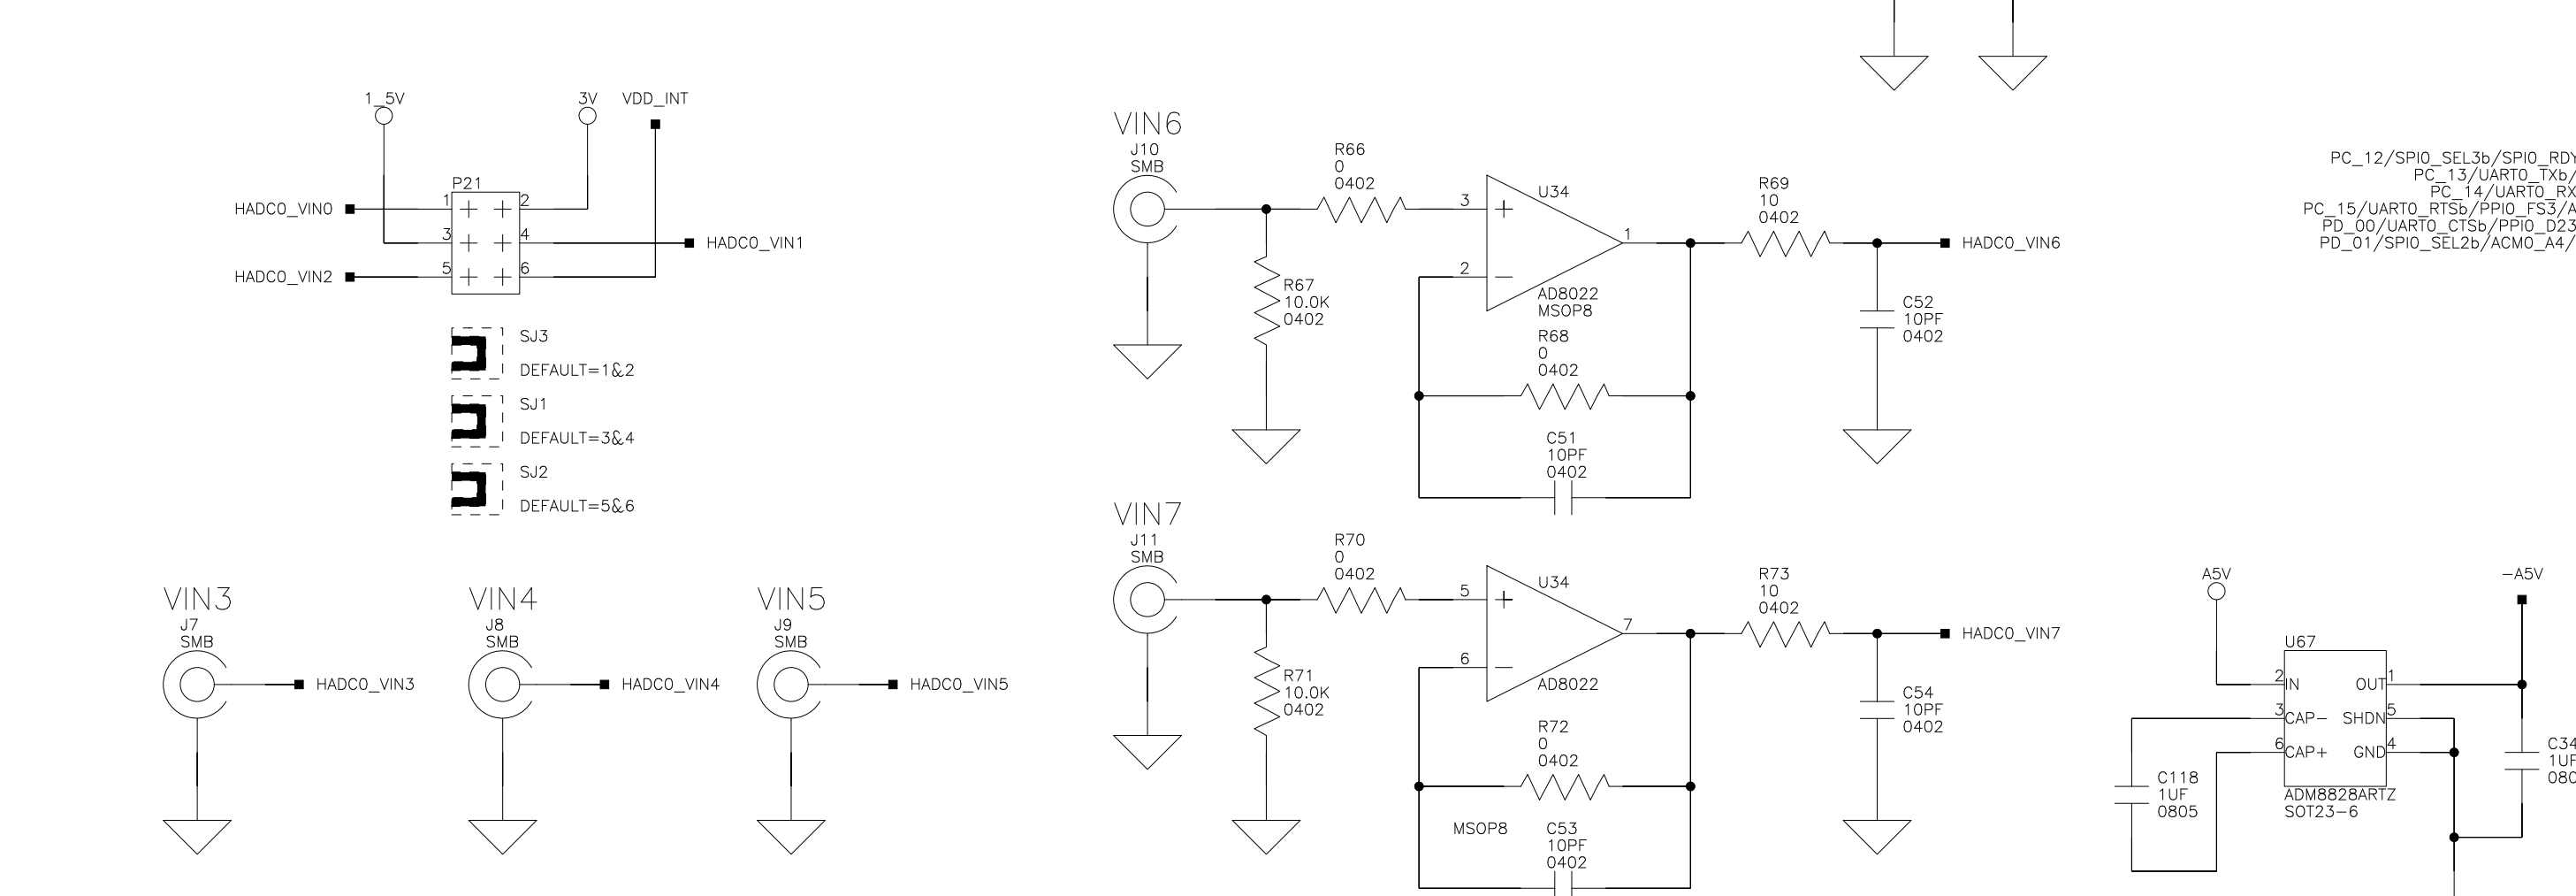 1_5V
3V
VDD_INT
P21
HADC0_VIN0
1
2
3
4
HADC0_VIN1
HADC0_VIN2
5
6
SJ3
DEFAULT=1&2
SJ1
DEFAULT=3&4
SJ2
DEFAULT=5&6
VIN3
J7
SMB
HADC0_VIN3
VIN4
J8
SMB
HADC0_VIN4
VIN5
J9
SMB
HADC0_VIN5
VIN6
J10
SMB
R66
0
0402
R67
10.0K
0402
3
2
1
U34
AD8022
MSOP8
R68
0
0402
C51
10PF
0402
R69
10
0402
HADC0_VIN6
C52
10PF
0402
VIN7
J11
SMB
R70
0
0402
R71
10.0K
0402
5
6
7
U34
AD8022
R72
0
0402
MSOP8
C53
10PF
0402
R73
10
0402
HADC0_VIN7
C54
10PF
0402
PC_12/SPI0_SEL3b/SPI0_RDY
PC_13/UART0_TXb/
PC_14/UART0_RX
PC_15/UART0_RTSb/PPI0_FS3/A
PD_00/UART0_CTSb/PPI0_D23
PD_01/SPI0_SEL2b/ACM0_A4/
A5V
-A5V
U67
2
IN
OUT
1
3
CAP-
SHDN
5
6
CAP+
GND
4
ADM8828ARTZ
SOT23-6
C118
1UF
0805
C34
1UF
080